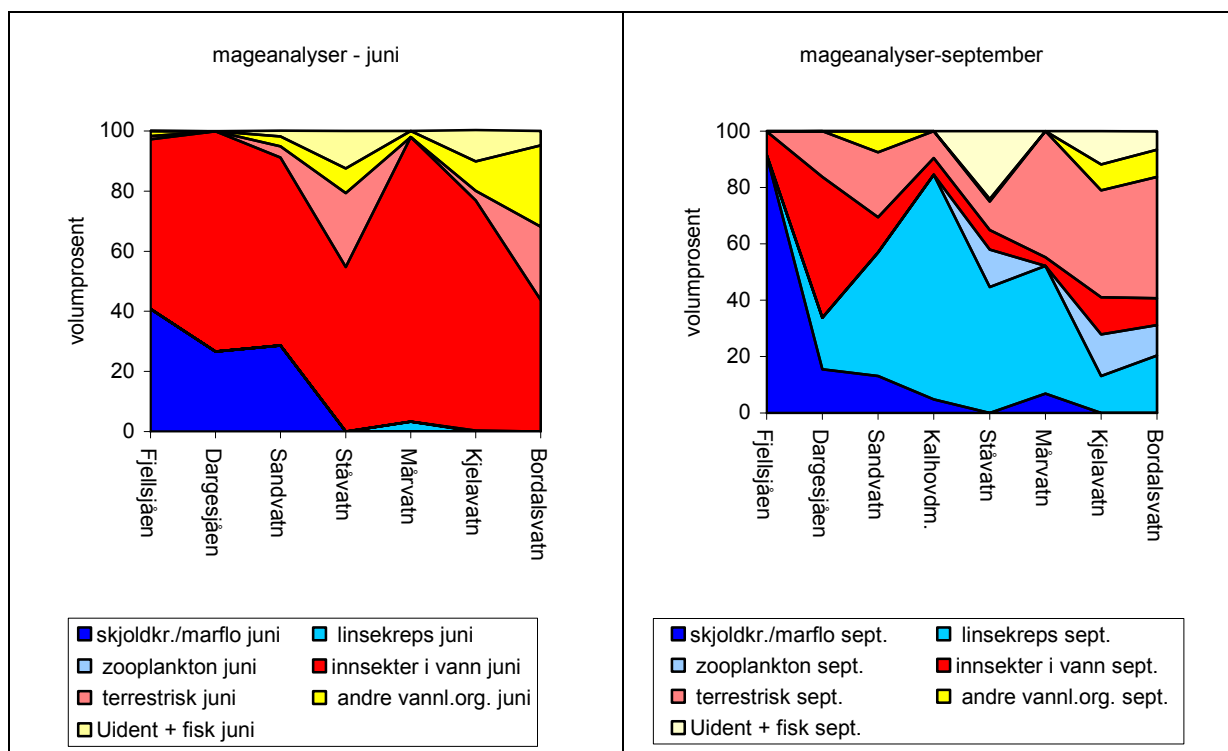 mageanalyser - juni
100
80
60
40
20
0
volumprosent
Fjellsjåen
Dargesjåen
Sandvatn
Ståvatn
Mårvatn
Kjelavatn
Bordalsvatn
skjoldkr./marflo juni
linsekreps juni
zooplankton juni
innsekter i vann juni
terrestrisk juni
andre vannl.org. juni
Uident + fisk juni
mageanalyser-september
100
80
60
40
20
0
volumprosent
Fjellsjåen
Dargesjåen
Sandvatn
Kalhovdm.
Ståvatn
Mårvatn
Kjelavatn
Bordalsvatn
skjoldkr./marflo sept.
linsekreps sept.
zooplankton sept.
innsekter i vann sept.
terrestrisk sept.
andre vannl.org. sept.
Uident + fisk sept.